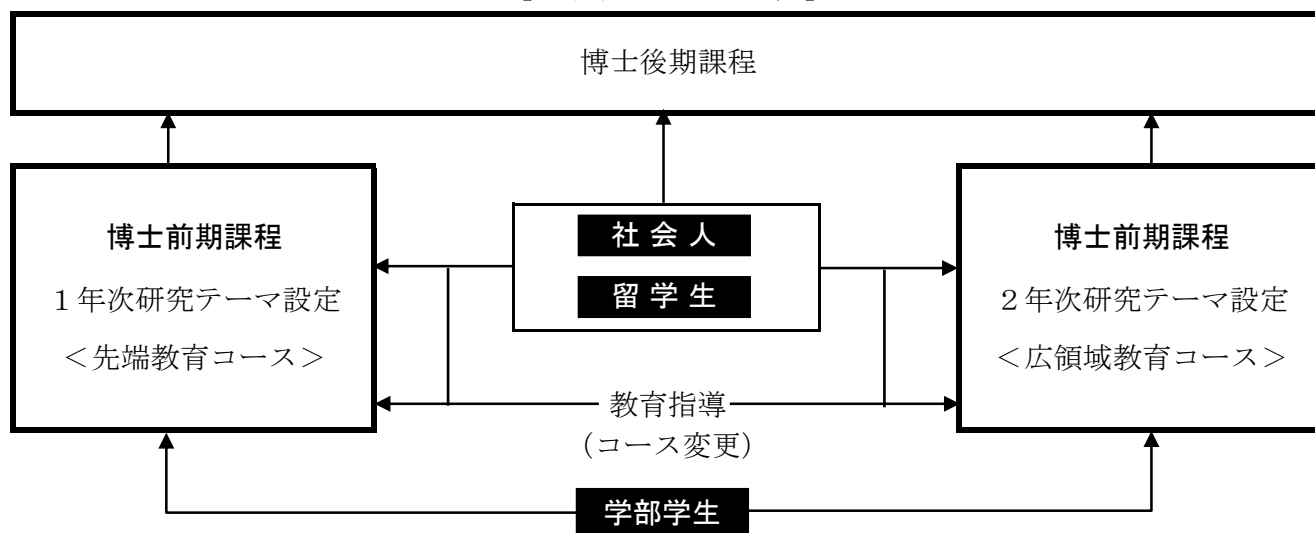 博士後期課程
博士前期課程
１年次研究テーマ設定
＜先端教育コース＞
社 会 人
留 学 生
博士前期課程
２年次研究テーマ設定
＜広領域教育コース＞
教育指導
（コース変更）
学部学生